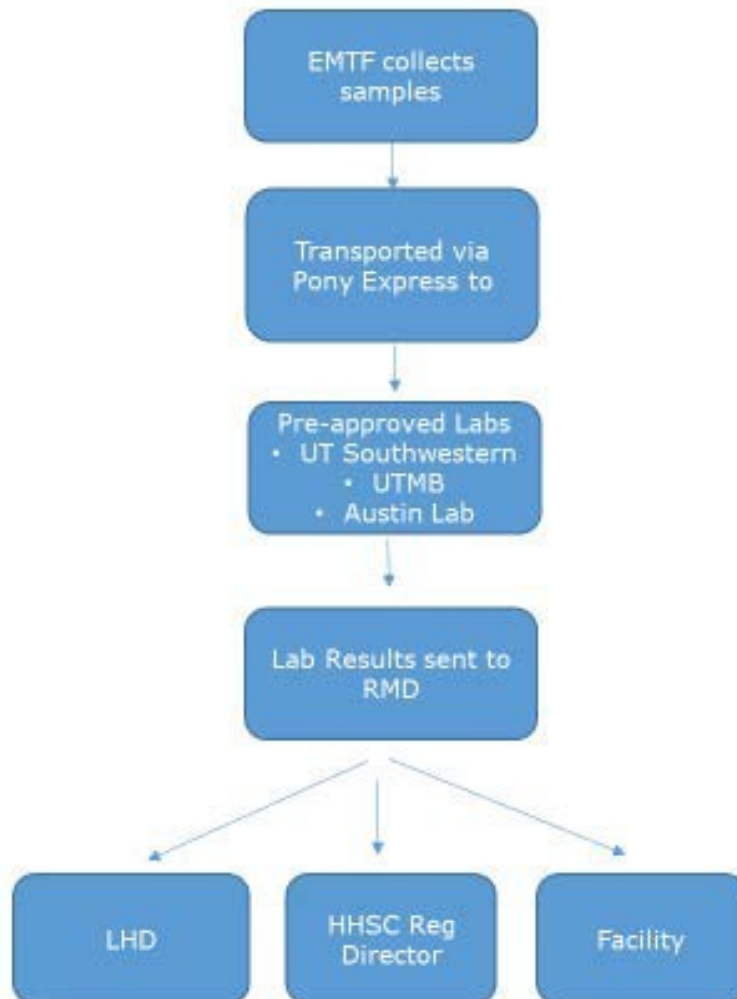 EMTF collects
samples
Transported via
Pony Express to
Pre-approved Labs
• UT Southwestern
• UTMB
• Austin Lab
Lab Results sent to
RMD
LHD
HHSC Reg
Director
Facility